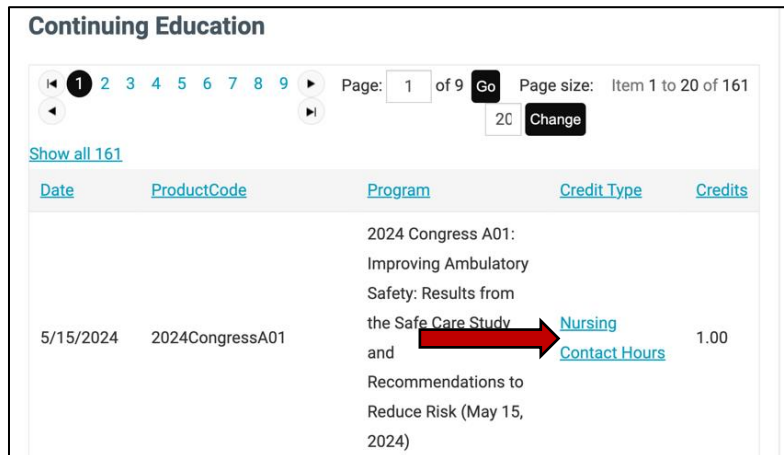 Continuing Education
1 2 3 4 5 6 7 8 9 Page: 1 of 9 Go Page size: Item 1 to 20 of 161
20 Change
Show all 161
Date ProductCode Program Credit Type Credits
2024 Congress A01:
Improving Ambulatory
Safety: Results from
the Safe Care Study Nursing
5/15/2024 2024CongressA01 and Contact Hours 1.00
Recommendations to
Reduce Risk (May 15,
2024)